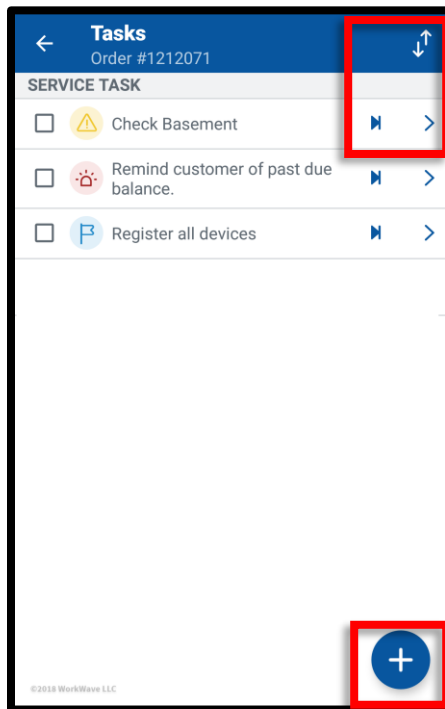 Tasks
Order #1212071
SERVICE TASK
Check Basement
Remind customer of past due
balance.
Register all devices
©2018 WorkWave LLC